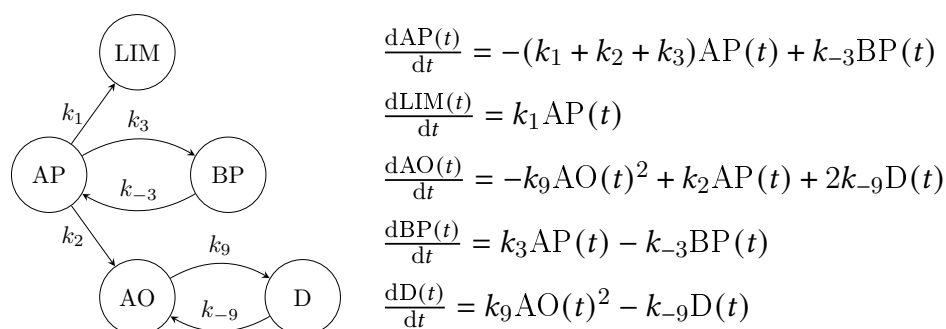 LIM
k₁
k₃
AP
BP
k₋₃
k₂
k₉
AO
D
k₋₉
dAP(t)/dt = −(k₁ + k₂ + k₃)AP(t) + k₋₃BP(t)
dLIM(t)/dt = k₁AP(t)
dAO(t)/dt = −k₉AO(t)² + k₂AP(t) + 2k₋₉D(t)
dBP(t)/dt = k₃AP(t) − k₋₃BP(t)
dD(t)/dt = k₉AO(t)² − k₋₉D(t)